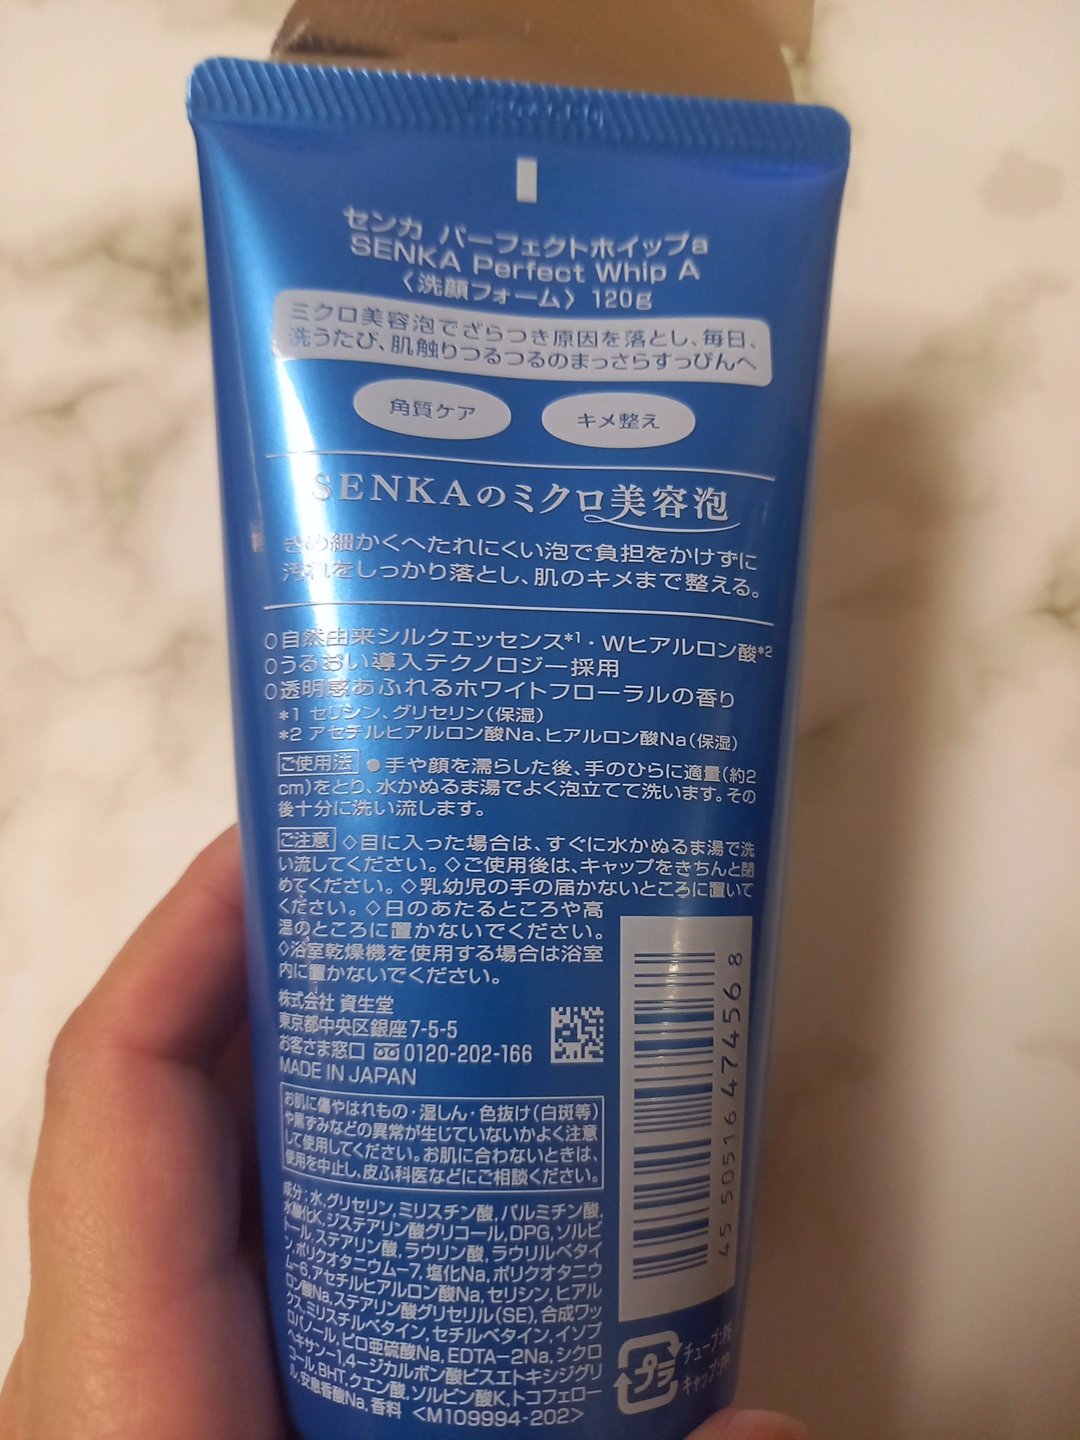 センカ パーフェクトホイップa
SENKA Perfect Whip A
〈洗顔フォーム〉 120g
ミクロ美容泡でざらつき原因を落とし、毎日、
洗うたび、肌触りつるつるのまっさらすっぴんへ
角質ケア
キメ整え
SENKAのミクロ美容泡
きめ細かくへたれにくい泡で負担をかけずに
汚れをしっかり落とし、肌のキメまで整える。
○自然由来シルクエッセンス*1・Wヒアルロン酸*2
○うるおい導入テクノロジー採用
○透明感あふれるホワイトフローラルの香り
*1 セリシン、グリセリン(保湿)
*2 アセチルヒアルロン酸Na、ヒアルロン酸Na(保湿)
ご使用法 ●手や顔を濡らした後、手のひらに適量(約2
cm)をとり、水かぬるま湯でよく泡立てて洗います。その
後十分に洗い流します。
ご注意 ◇目に入った場合は、すぐに水かぬるま湯で洗
い流してください。◇ご使用後は、キャップをきちんと閉
めてください。◇乳幼児の手の届かないところに置いて
ください。◇日のあたるところや高
温のところに置かないでください。
◇浴室乾燥機を使用する場合は浴室
内に置かないでください。
株式会社 資生堂
東京都中央区銀座7-5-5
お客さま窓口 0120-202-166
MADE IN JAPAN
お肌に傷やはれもの・湿しん・色抜け(白斑等)
や黒ずみなどの異常が生じていないかよく注意
して使用してください。お肌に合わないときは、
使用を中止し、皮ふ科医などにご相談ください。
成分:水,グリセリン,ミリスチン酸,パルミチン酸,
水酸化K,ジステアリン酸グリコール,DPG,ソルビ
トール,ステアリン酸,ラウリン酸,ラウリルベタイ
ン,ポリクオタニウム-7,塩化Na,ポリクオタニウ
ム-6,アセチルヒアルロン酸Na,セリシン,ヒアル
ロン酸Na,ステアリン酸グリセリル(SE),合成ワッ
クス,ミリスチルベタイン,セチルベタイン,イソプ
ロパノール,ピロ亜硫酸Na,EDTA-2Na,シクロ
ヘキサン-1,4-ジカルボン酸ビスエトキシジグリ
コール,BHT,クエン酸,ソルビン酸K,トコフェロー
ル,安息香酸Na,香料 <M109994-202>
4550516474568
プラ
チューブ:PE
キャップ:PP